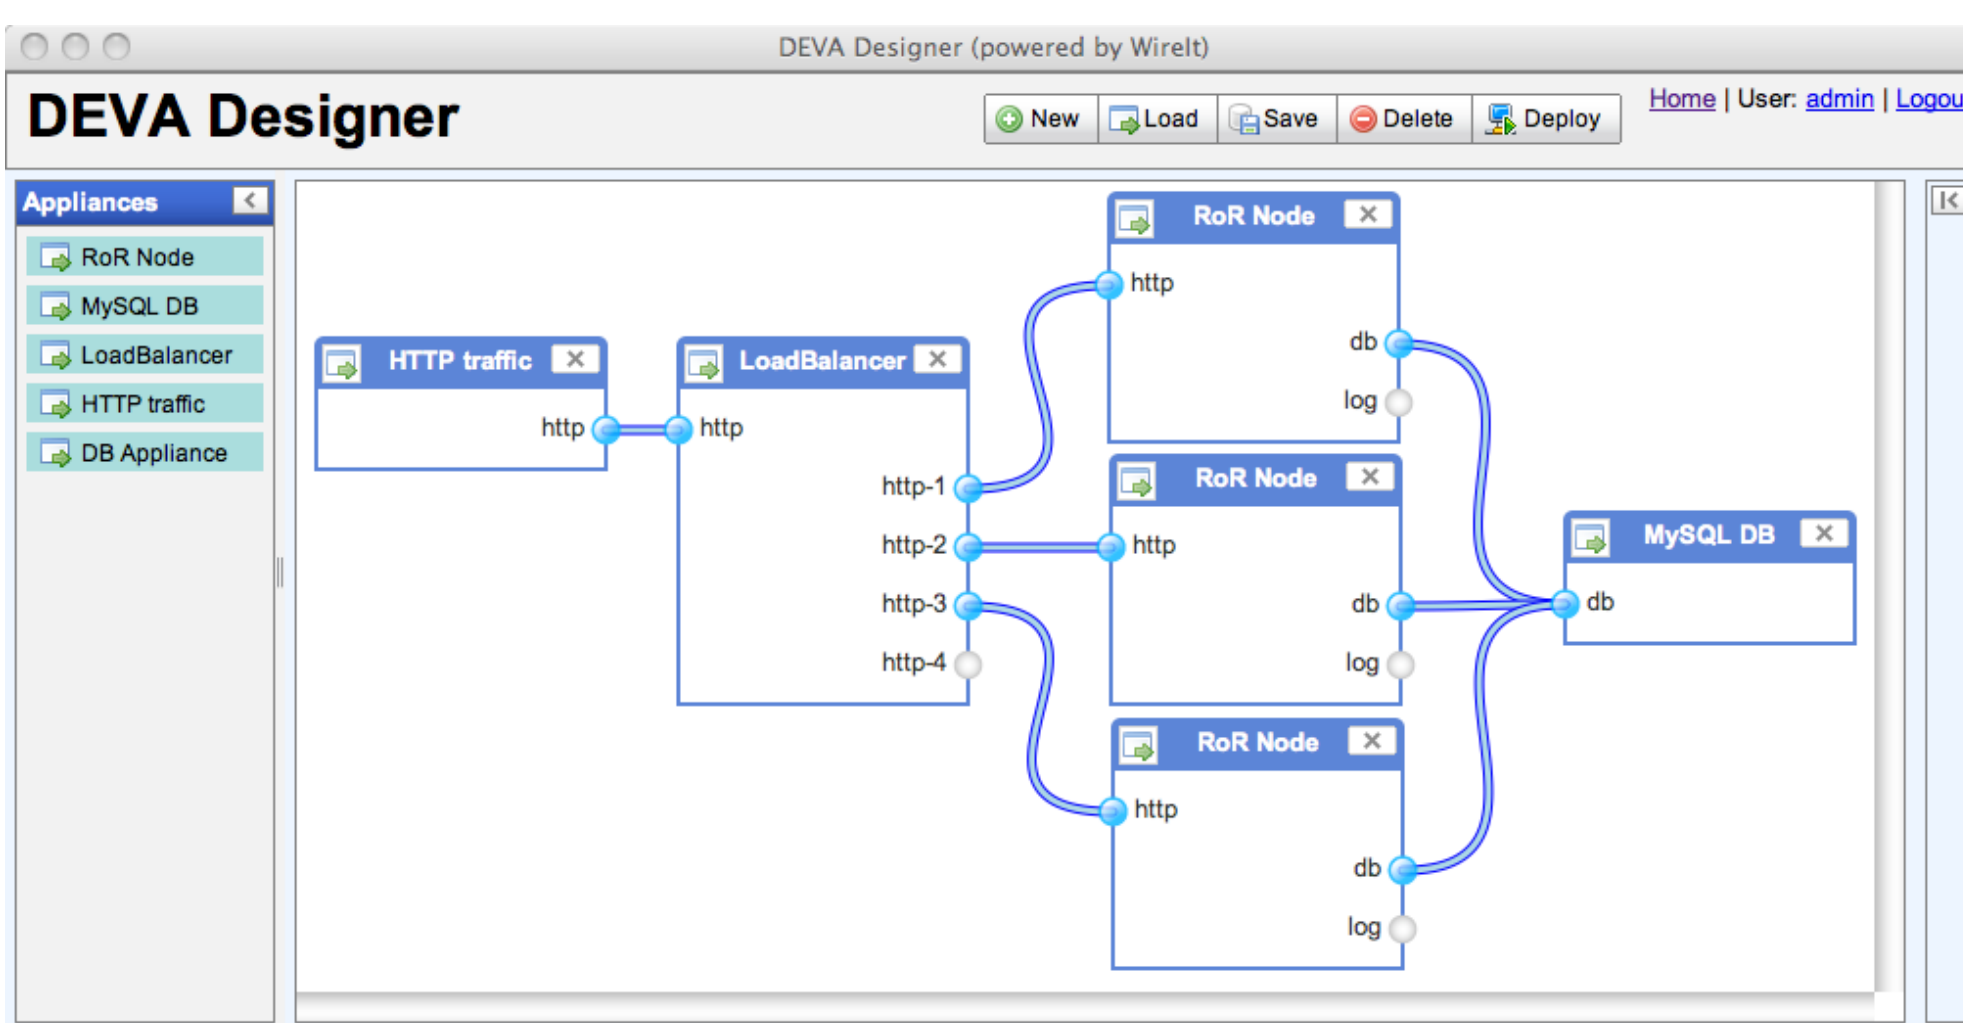 DEVA Designer (powered by WireIt)
DEVA Designer
New
Load
Save
Delete
Deploy
Home | User: admin | Logou
Appliances
RoR Node
MySQL DB
LoadBalancer
HTTP traffic
DB Appliance
HTTP traffic
http
LoadBalancer
http
http-1
http-2
http-3
http-4
RoR Node
http
db
log
RoR Node
http
db
log
RoR Node
http
db
log
MySQL DB
db